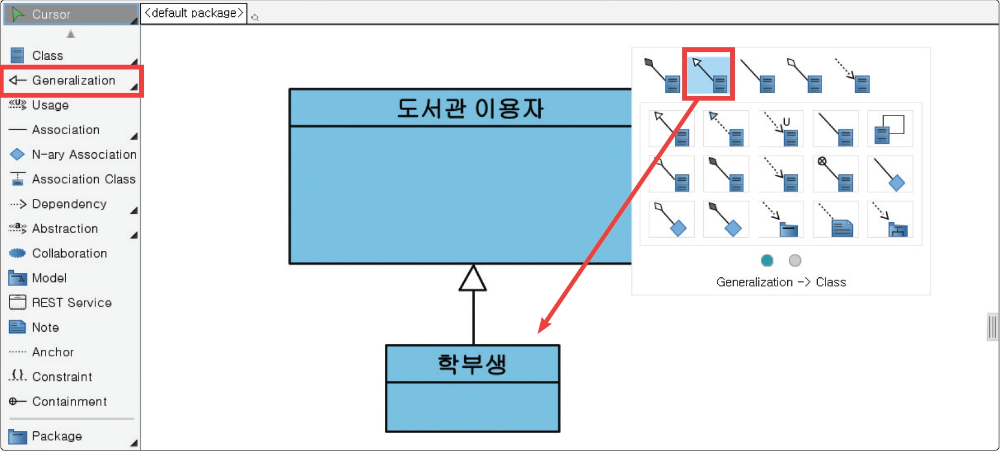 Cursor
<default package>
Class
Generalization
«U» Usage
Association
N-ary Association
Association Class
Dependency
«a» Abstraction
Collaboration
Model
REST Service
Note
Anchor
{} Constraint
Containment
Package
도서관 이용자
학부생
U
Generalization -> Class